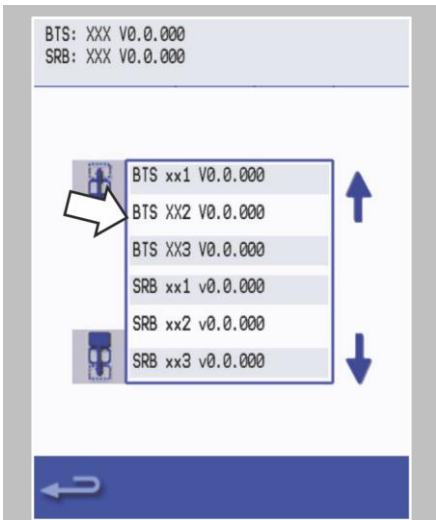 BTS: XXX V0.0.000
SRB: XXX V0.0.000
BTS xx1 V0.0.000
BTS XX2 V0.0.000
BTS XX3 V0.0.000
SRB xx1 v0.0.000
SRB xx2 v0.0.000
SRB xx3 v0.0.000